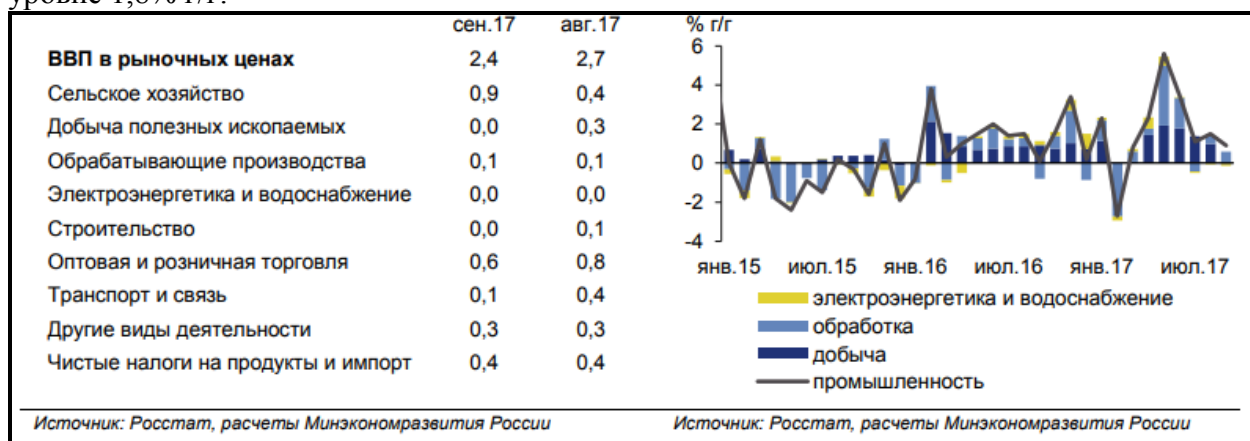 уровне 1,8% г/г.
сен.17 авг.17
ВВП в рыночных ценах 2,4 2,7
Сельское хозяйство 0,9 0,4
Добыча полезных ископаемых 0,0 0,3
Обрабатывающие производства 0,1 0,1
Электроэнергетика и водоснабжение 0,0 0,0
Строительство 0,0 0,1
Оптовая и розничная торговля 0,6 0,8
Транспорт и связь 0,1 0,4
Другие виды деятельности 0,3 0,3
Чистые налоги на продукты и импорт 0,4 0,4
Источник: Росстат, расчеты Минэкономразвития России
% г/г
6
4
2
0
-2
-4
янв.15 июл.15 янв.16 июл.16 янв.17 июл.17
электроэнергетика и водоснабжение
обработка
добыча
промышленность
Источник: Росстат, расчеты Минэкономразвития России